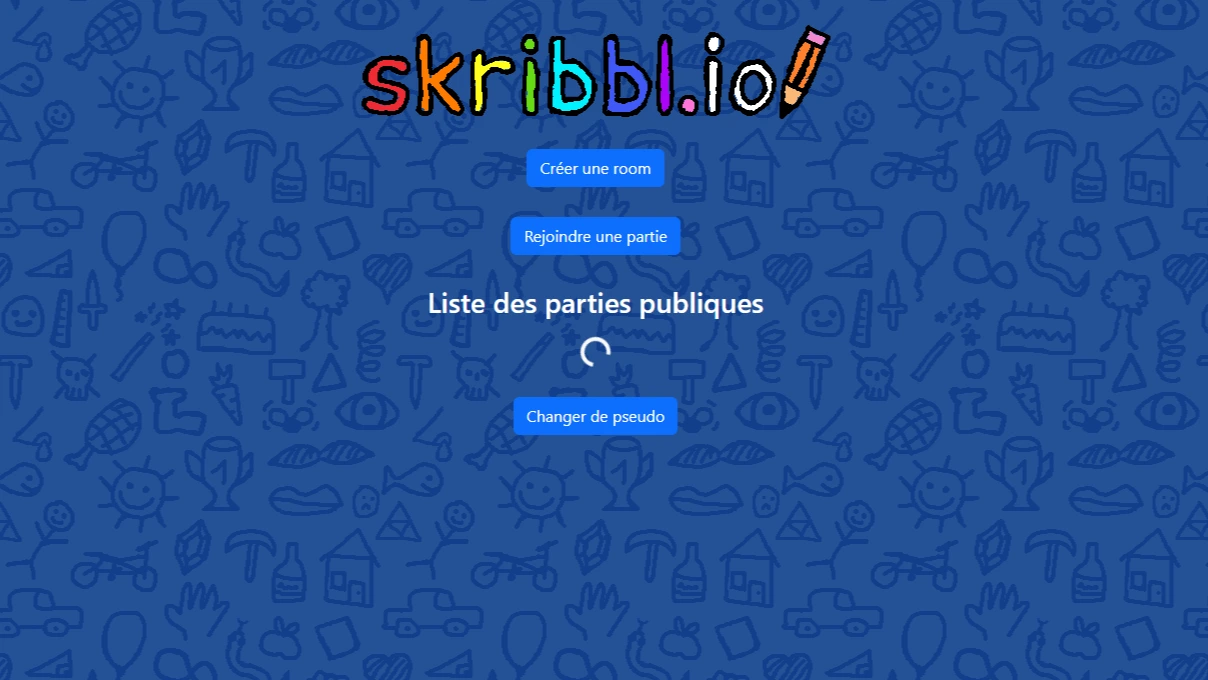 skribbl.io
Créer une room
Rejoindre une partie
Liste des parties publiques
Changer de pseudo